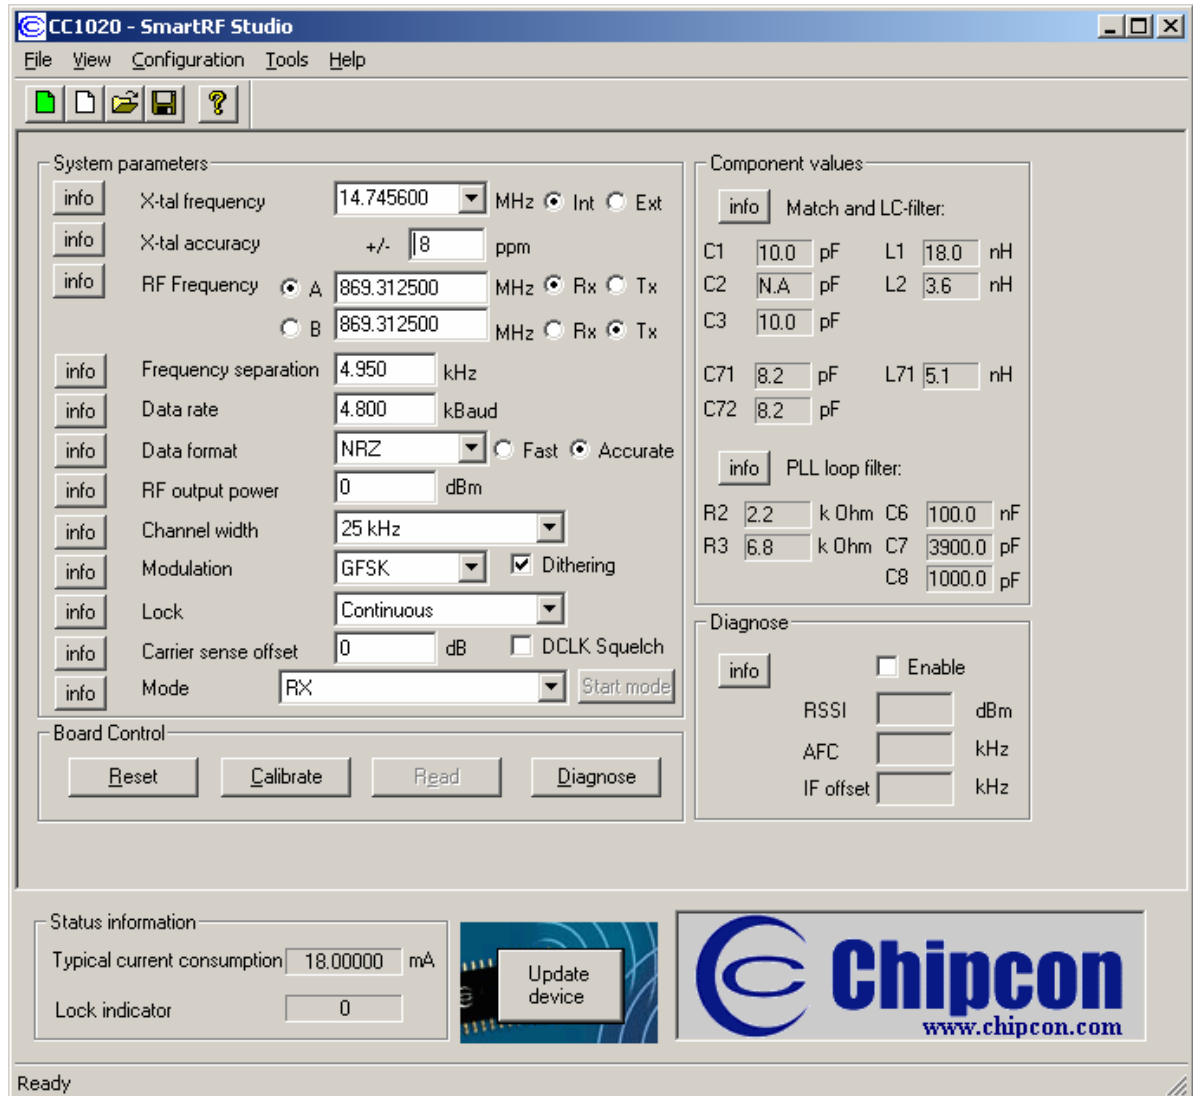 CC1020 - SmartRF Studio
File View Configuration Tools Help
System parameters
info X-tal frequency 14.745600 MHz Int Ext
info X-tal accuracy +/- 8 ppm
info RF Frequency A 869.312500 MHz Rx Tx
B 869.312500 MHz Rx Tx
info Frequency separation 4.950 kHz
info Data rate 4.800 kBaud
info Data format NRZ Fast Accurate
info RF output power 0 dBm
info Channel width 25 kHz
info Modulation GFSK Dithering
info Lock Continuous
info Carrier sense offset 0 dB DCLK Squelch
info Mode RX Start mode
Board Control
Reset Calibrate Read Diagnose
Component values
info Match and LC-filter:
C1 10.0 pF L1 18.0 nH
C2 N.A pF L2 3.6 nH
C3 10.0 pF
C71 8.2 pF L71 5.1 nH
C72 8.2 pF
info PLL loop filter:
R2 2.2 k Ohm C6 100.0 nF
R3 6.8 k Ohm C7 3900.0 pF
C8 1000.0 pF
Diagnose
info Enable
RSSI dBm
AFC kHz
IF offset kHz
Status information
Typical current consumption 18.00000 mA
Lock indicator 0
Update
device
Chipcon
www.chipcon.com
Ready